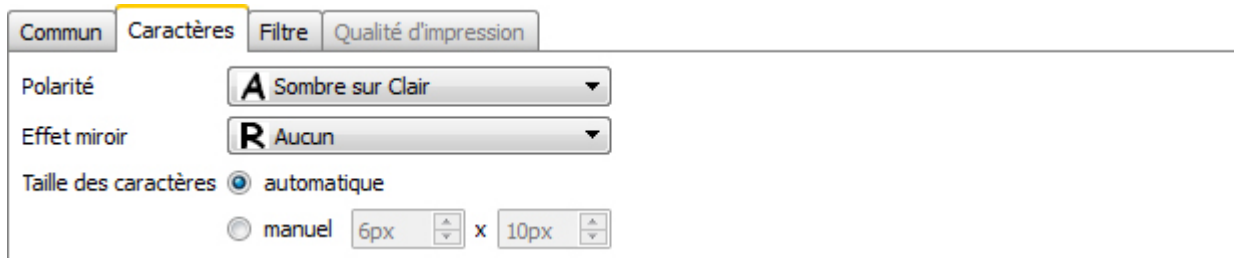 Commun Caractères Filtre Qualité d'impression
Polarité A Sombre sur Clair
Effet miroir R Aucun
Taille des caractères automatique
manuel 6px x 10px